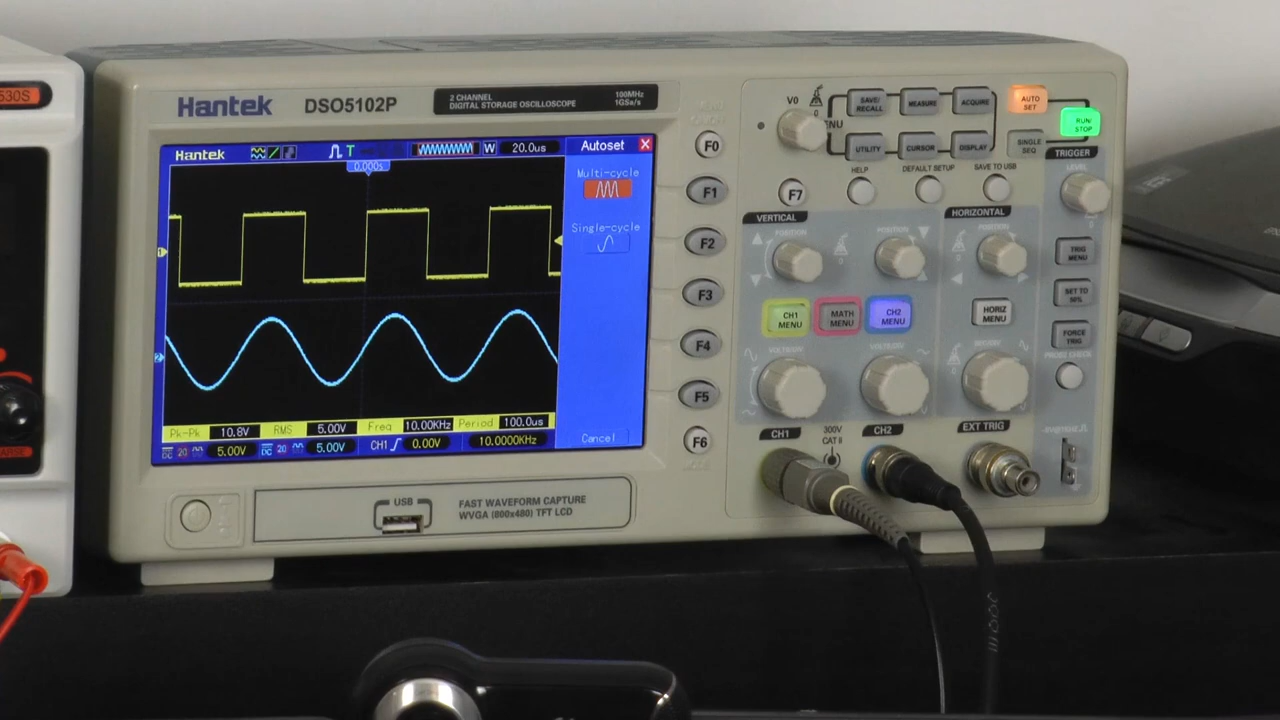 530S
Hantek
DSO5102P
2 CHANNEL
DIGITAL STORAGE OSCILLOSCOPE
100MHz
1GSa/s
Hantek
T
W
20.0us
Autoset
0.000s
Multi-cycle
Single-cycle
1
2
Pk-Pk
10.8V
RMS
5.00V
Freq
10.00KHz
Period
100.0us
DC
20
5.00V
DC
20
5.00V
CH1
0.00V
10.0000KHz
Cancel
F0
F1
F2
F3
F4
F5
F6
F7
V0
SAVE/
RECALL
MEASURE
ACQUIRE
UTILITY
CURSOR
DISPLAY
AUTO
SET
RUN/
STOP
SINGLE
SEQ
HELP
DEFAULT SETUP
SAVE TO USB
TRIGGER
LEVEL
VERTICAL
HORIZONTAL
POSITION
POSITION
POSITION
TRIG
MENU
SET TO
50%
FORCE
TRIG
PROBE CHECK
CH1
MENU
MATH
MENU
CH2
MENU
HORIZ
MENU
VOLTS/DIV
VOLTS/DIV
SEC/DIV
CH1
300V
CAT II
CH2
EXT TRIG
USB
FAST WAVEFORM CAPTURE
WVGA (800x480) TFT LCD